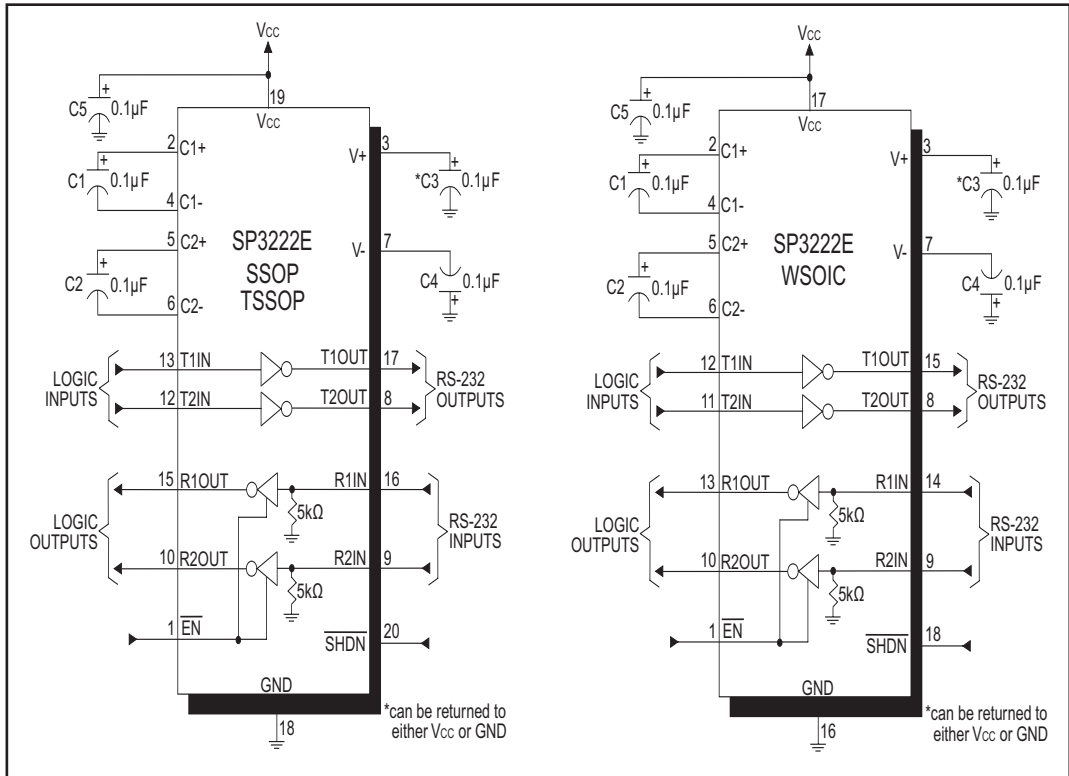 Vcc
C5
+
0.1µF
19
Vcc
2
C1+
+
C1
0.1µF
4
C1-
5
C2+
+
C2
0.1µF
6
C2-
SP3222E
SSOP
TSSOP
V+
3
+
*C3
0.1µF
V-
7
C4
0.1µF
+
LOGIC
INPUTS
13
T1IN
T1OUT
17
12
T2IN
T2OUT
8
RS-232
OUTPUTS
LOGIC
OUTPUTS
15
R1OUT
R1IN
16
5kΩ
10
R2OUT
R2IN
9
5kΩ
RS-232
INPUTS
1
EN
SHDN
20
GND
18
*can be returned to
either Vcc or GND
Vcc
C5
+
0.1µF
17
Vcc
2
C1+
+
C1
0.1µF
4
C1-
5
C2+
+
C2
0.1µF
6
C2-
SP3222E
WSOIC
V+
3
+
*C3
0.1µF
V-
7
C4
0.1µF
+
LOGIC
INPUTS
12
T1IN
T1OUT
15
11
T2IN
T2OUT
8
RS-232
OUTPUTS
LOGIC
OUTPUTS
13
R1OUT
R1IN
14
5kΩ
10
R2OUT
R2IN
9
5kΩ
RS-232
INPUTS
1
EN
SHDN
18
GND
16
*can be returned to
either Vcc or GND